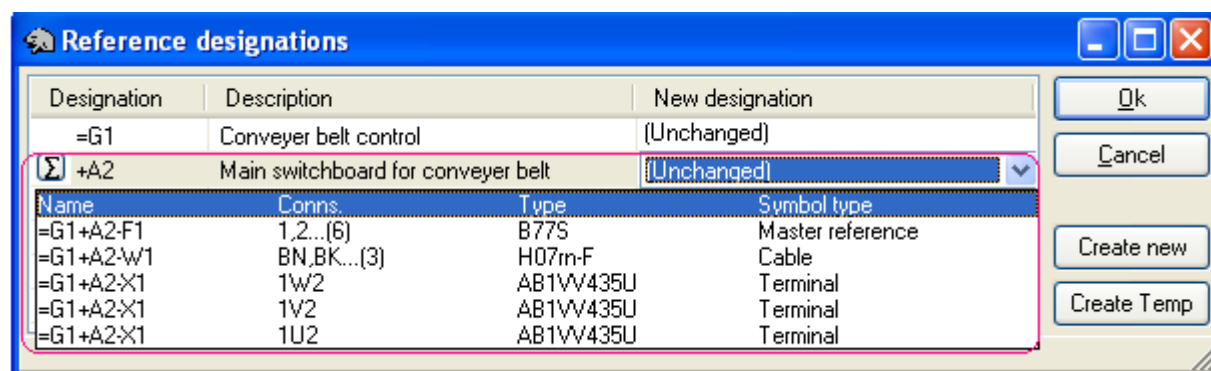 Reference designations
Designation Description New designation
=G1 Conveyer belt control (Unchanged)
Σ +A2 Main switchboard for conveyer belt (Unchanged)
Name Conns. Type Symbol type
=G1+A2-F1 1,2...(6) B77S Master reference
=G1+A2-W1 BN,BK...(3) H07rn-F Cable
=G1+A2-X1 1W2 AB1VV435U Terminal
=G1+A2-X1 1V2 AB1VV435U Terminal
=G1+A2-X1 1U2 AB1VV435U Terminal
Ok
Cancel
Create new
Create Temp